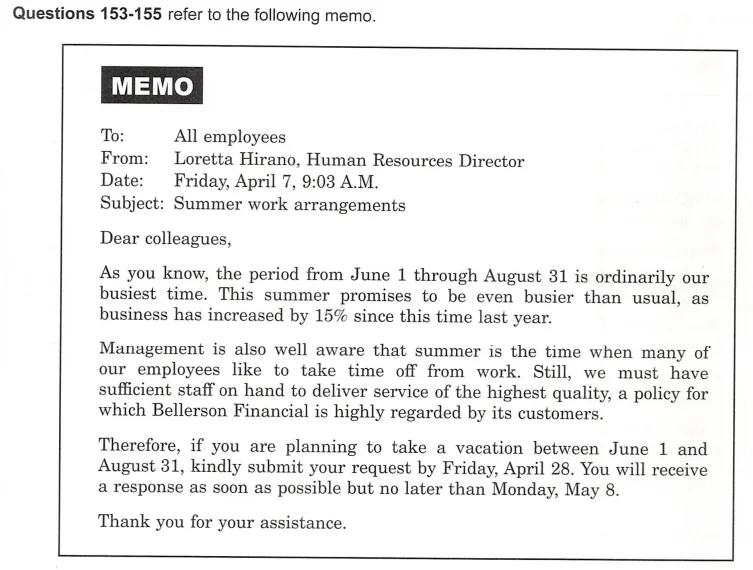 Questions 153-155 refer to the following memo.
MEMO
To: All employees
From: Loretta Hirano, Human Resources Director
Date: Friday, April 7, 9:03 A.M.
Subject: Summer work arrangements
Dear colleagues,
As you know, the period from June 1 through August 31 is ordinarily our
busiest time. This summer promises to be even busier than usual, as
business has increased by 15% since this time last year.
Management is also well aware that summer is the time when many of
our employees like to take time off from work. Still, we must have
sufficient staff on hand to deliver service of the highest quality, a policy for
which Bellerson Financial is highly regarded by its customers.
Therefore, if you are planning to take a vacation between June 1 and
August 31, kindly submit your request by Friday, April 28. You will receive
a response as soon as possible but no later than Monday, May 8.
Thank you for your assistance.